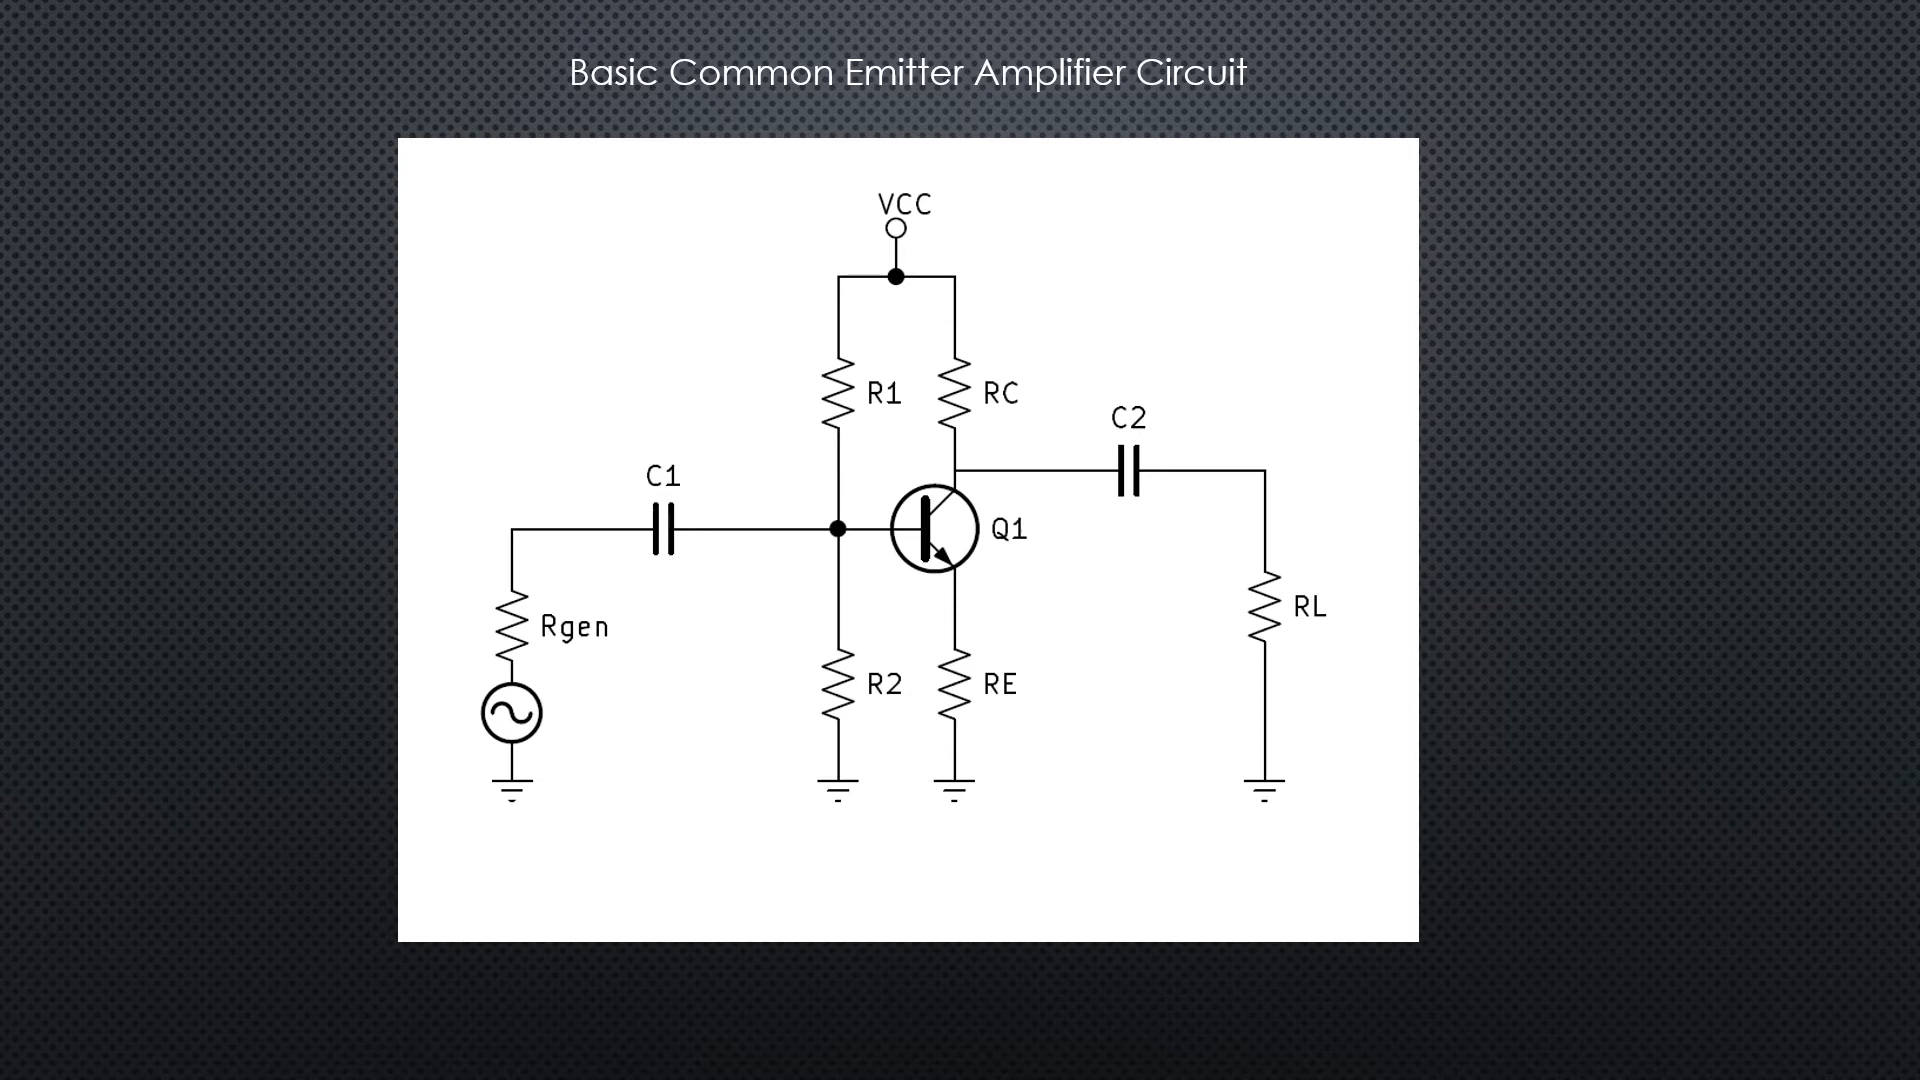 Basic Common Emitter Amplifier Circuit
VCC
R1
RC
C2
C1
Q1
RL
Rgen
R2
RE